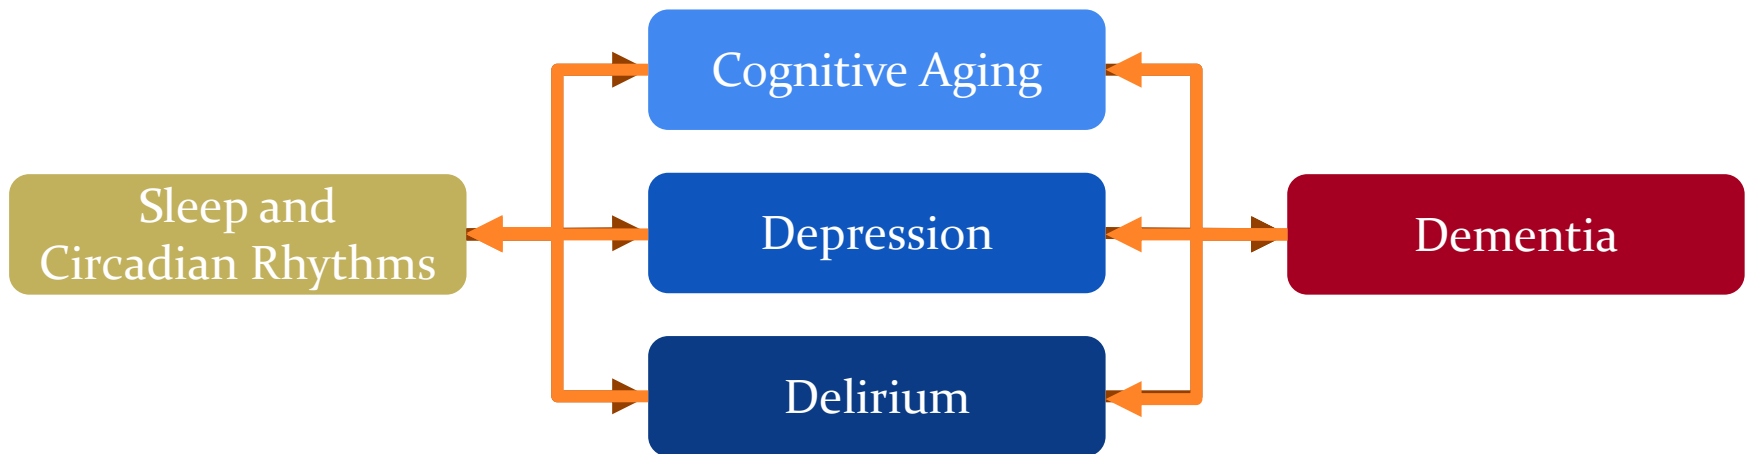 Cognitive Aging
Sleep and
Circadian Rhythms
Depression
Dementia
Delirium